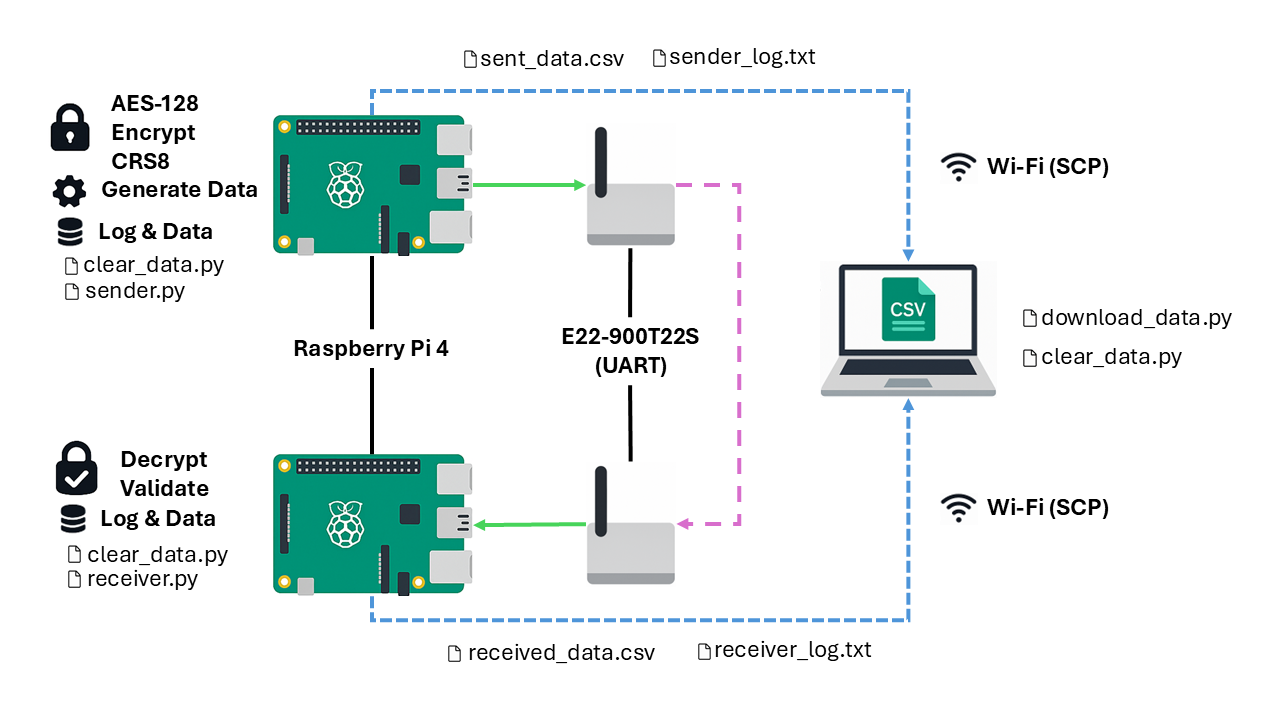 sent_data.csv
sender_log.txt
AES-128
Encrypt
CRS8
Generate Data
Log & Data
clear_data.py
sender.py
Wi-Fi (SCP)
Raspberry Pi 4
E22-900T22S
(UART)
CSV
download_data.py
clear_data.py
Decrypt
Validate
Log & Data
clear_data.py
receiver.py
Wi-Fi (SCP)
received_data.csv
receiver_log.txt